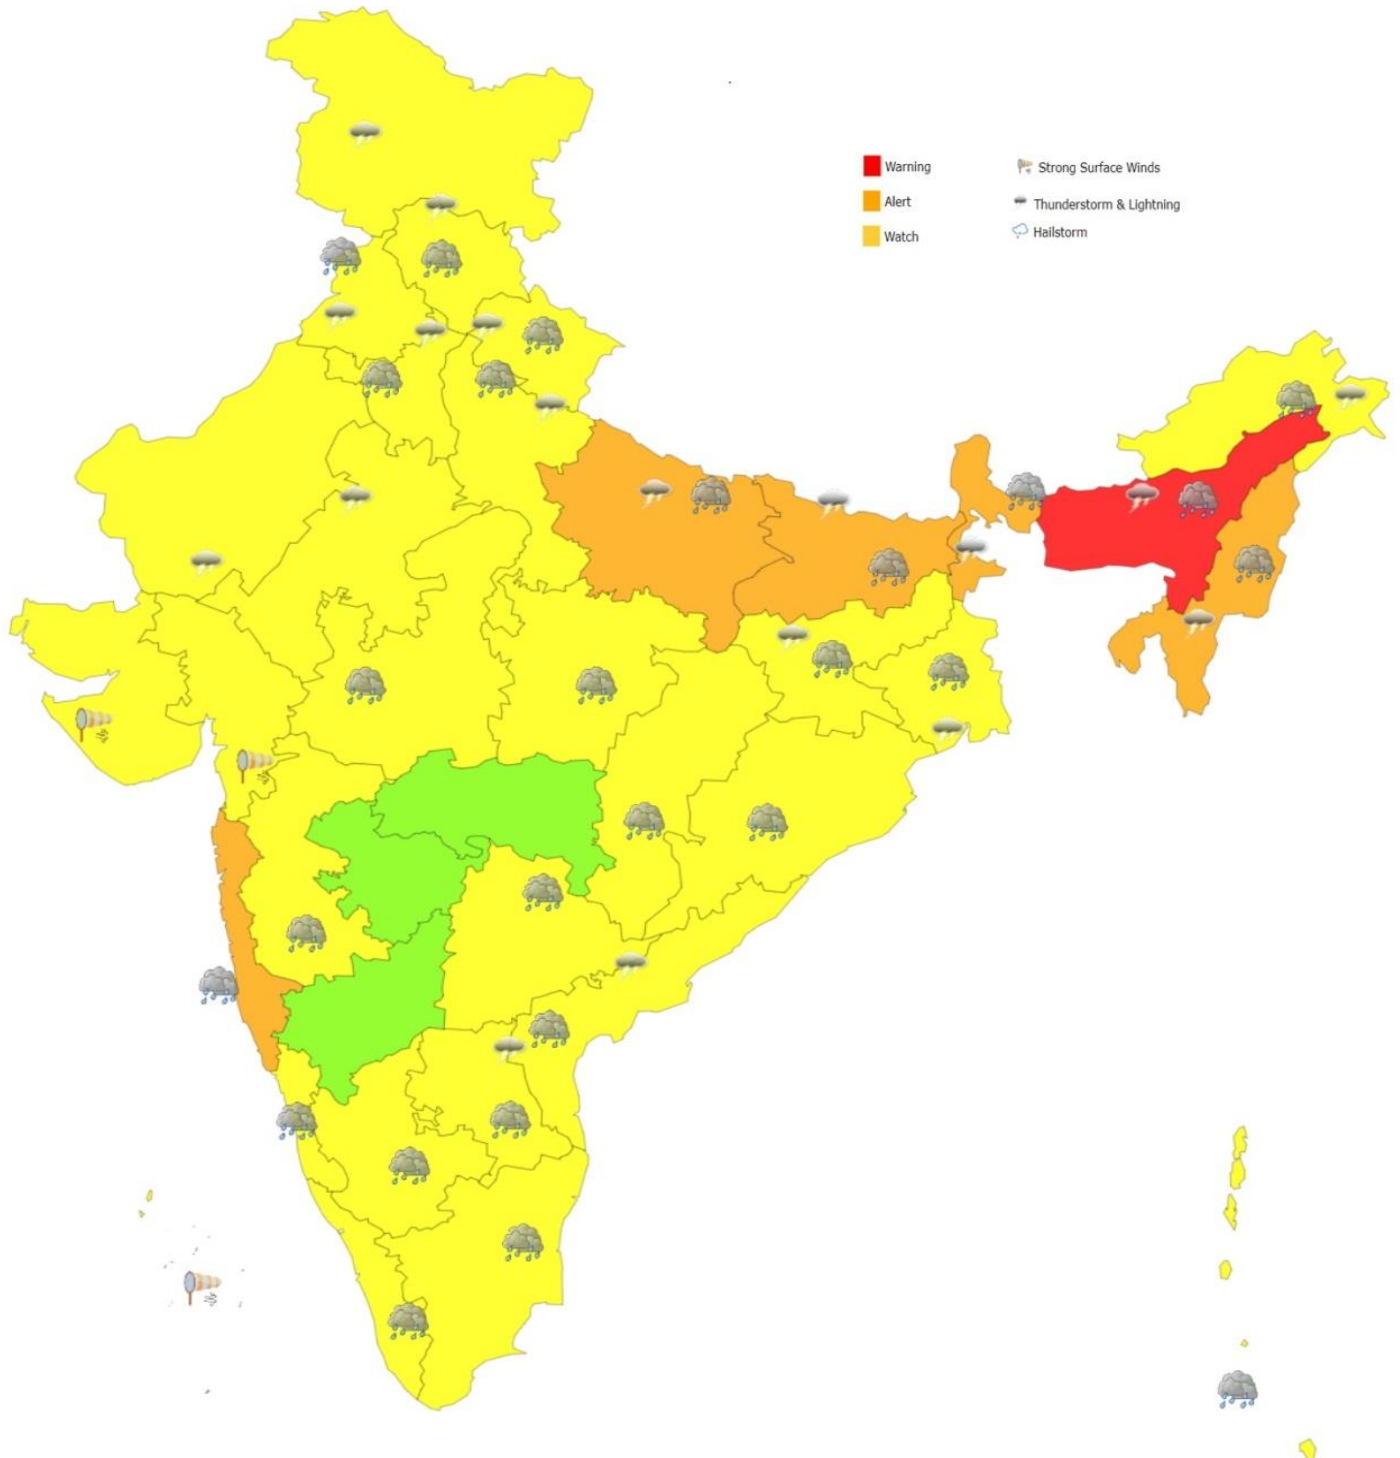 Warning
Strong Surface Winds
Alert
Thunderstorm & Lightning
Watch
Hailstorm